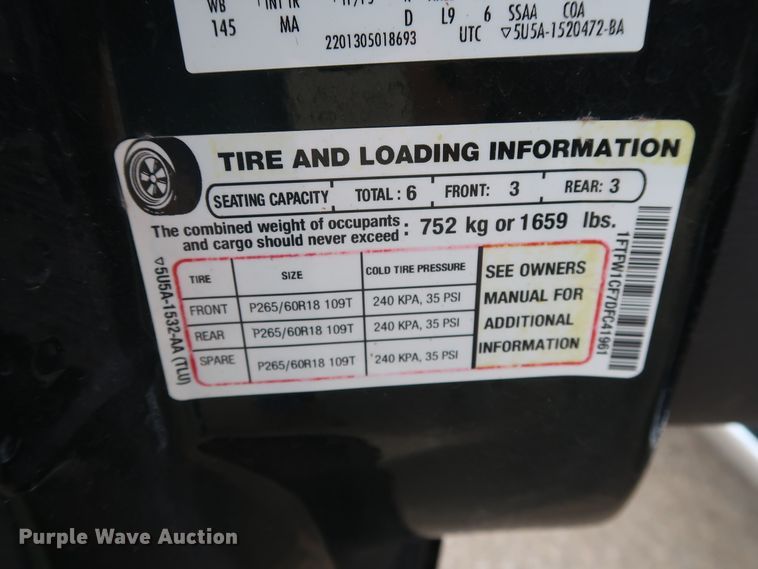 WB INT TR
145 MA D L9 6 SSAA COA
2201305018693 UTC ▽5U5A-1520472-BA
TIRE AND LOADING INFORMATION
SEATING CAPACITY TOTAL : 6 FRONT: 3 REAR: 3
The combined weight of occupants and cargo should never exceed : 752 kg or 1659 lbs.
TIRE SIZE COLD TIRE PRESSURE
FRONT P265/60R18 109T 240 KPA, 35 PSI
REAR P265/60R18 109T 240 KPA, 35 PSI
SPARE P265/60R18 109T 240 KPA, 35 PSI
SEE OWNERS
MANUAL FOR
ADDITIONAL
INFORMATION
▽5U5A-1532-AA (TLU)
1FTFW1CF7DFC41961
Purple Wave Auction